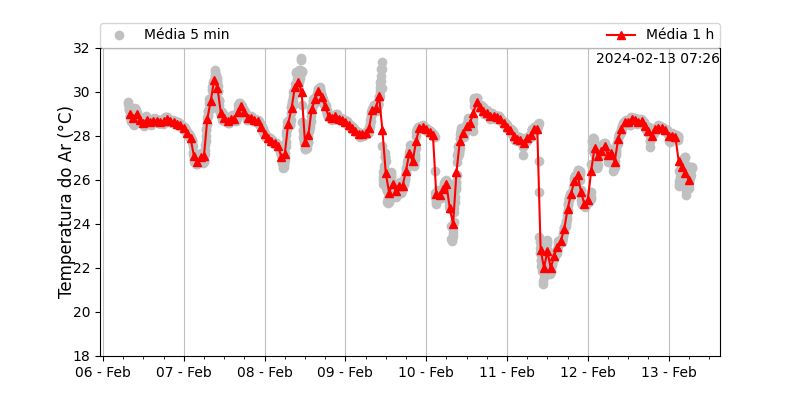 Média 5 min
Média 1 h
2024-02-13 07:26
Temperatura do Ar (°C)
32
30
28
26
24
22
20
18
06 - Feb
07 - Feb
08 - Feb
09 - Feb
10 - Feb
11 - Feb
12 - Feb
13 - Feb